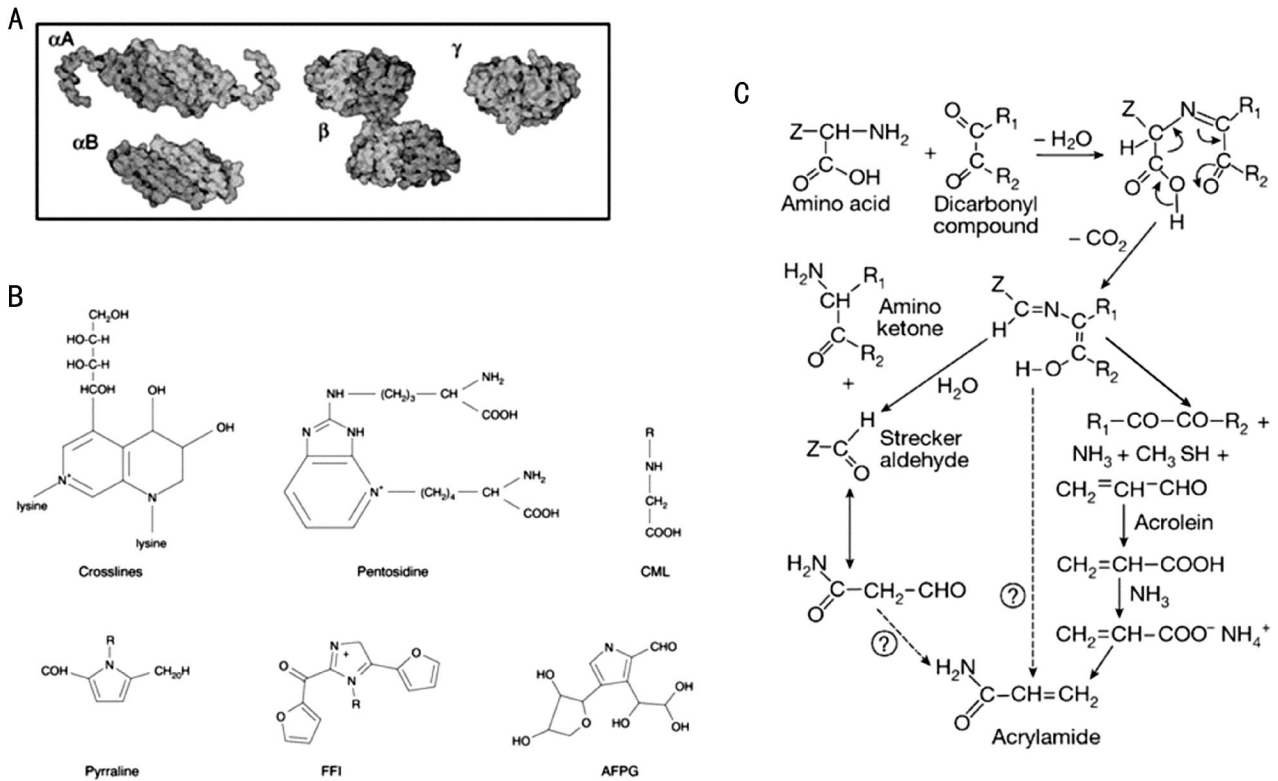 A
αA
αB
β
γ
B
CH₂OH
HO-C-H
HO-C-H
HCOH
OH
OH
N⁺
N
lysine
lysine
Crosslines
NH
(CH₂)₃
CH
NH₂
COOH
N
NH
N⁺
(CH₂)₄
CH
NH₂
COOH
Pentosidine
R
NH
CH₂
COOH
CML
COH
R
N
CH₂₀H
Pyrraline
O
N
+
N
R
O
O
FFI
N
CHO
HO
HO
O
HO
OH
OH
AFPG
C
Z-CH-NH₂
C
O
OH
Amino acid
+
O
C
R₁
C
O
R₂
Dicarbonyl
compound
– H₂O
Z
N
C
R₁
H
C
C
C
R₂
O
O
O
H
– CO₂
H₂N
CH
R₁
C
O
R₂
Amino
ketone
+
Z
C=N
H
C
R₁
H-O
C
R₂
H₂O
Z-C
H
O
Strecker
aldehyde
R₁-CO-CO-R₂ +
NH₃ + CH₃SH +
CH₂=CH-CHO
Acrolein
CH₂=CH-COOH
NH₃
CH₂=CH-COO⁻ NH₄⁺
H₂N
C-CH₂-CHO
O
?
?
H₂N
C-CH=CH₂
O
Acrylamide